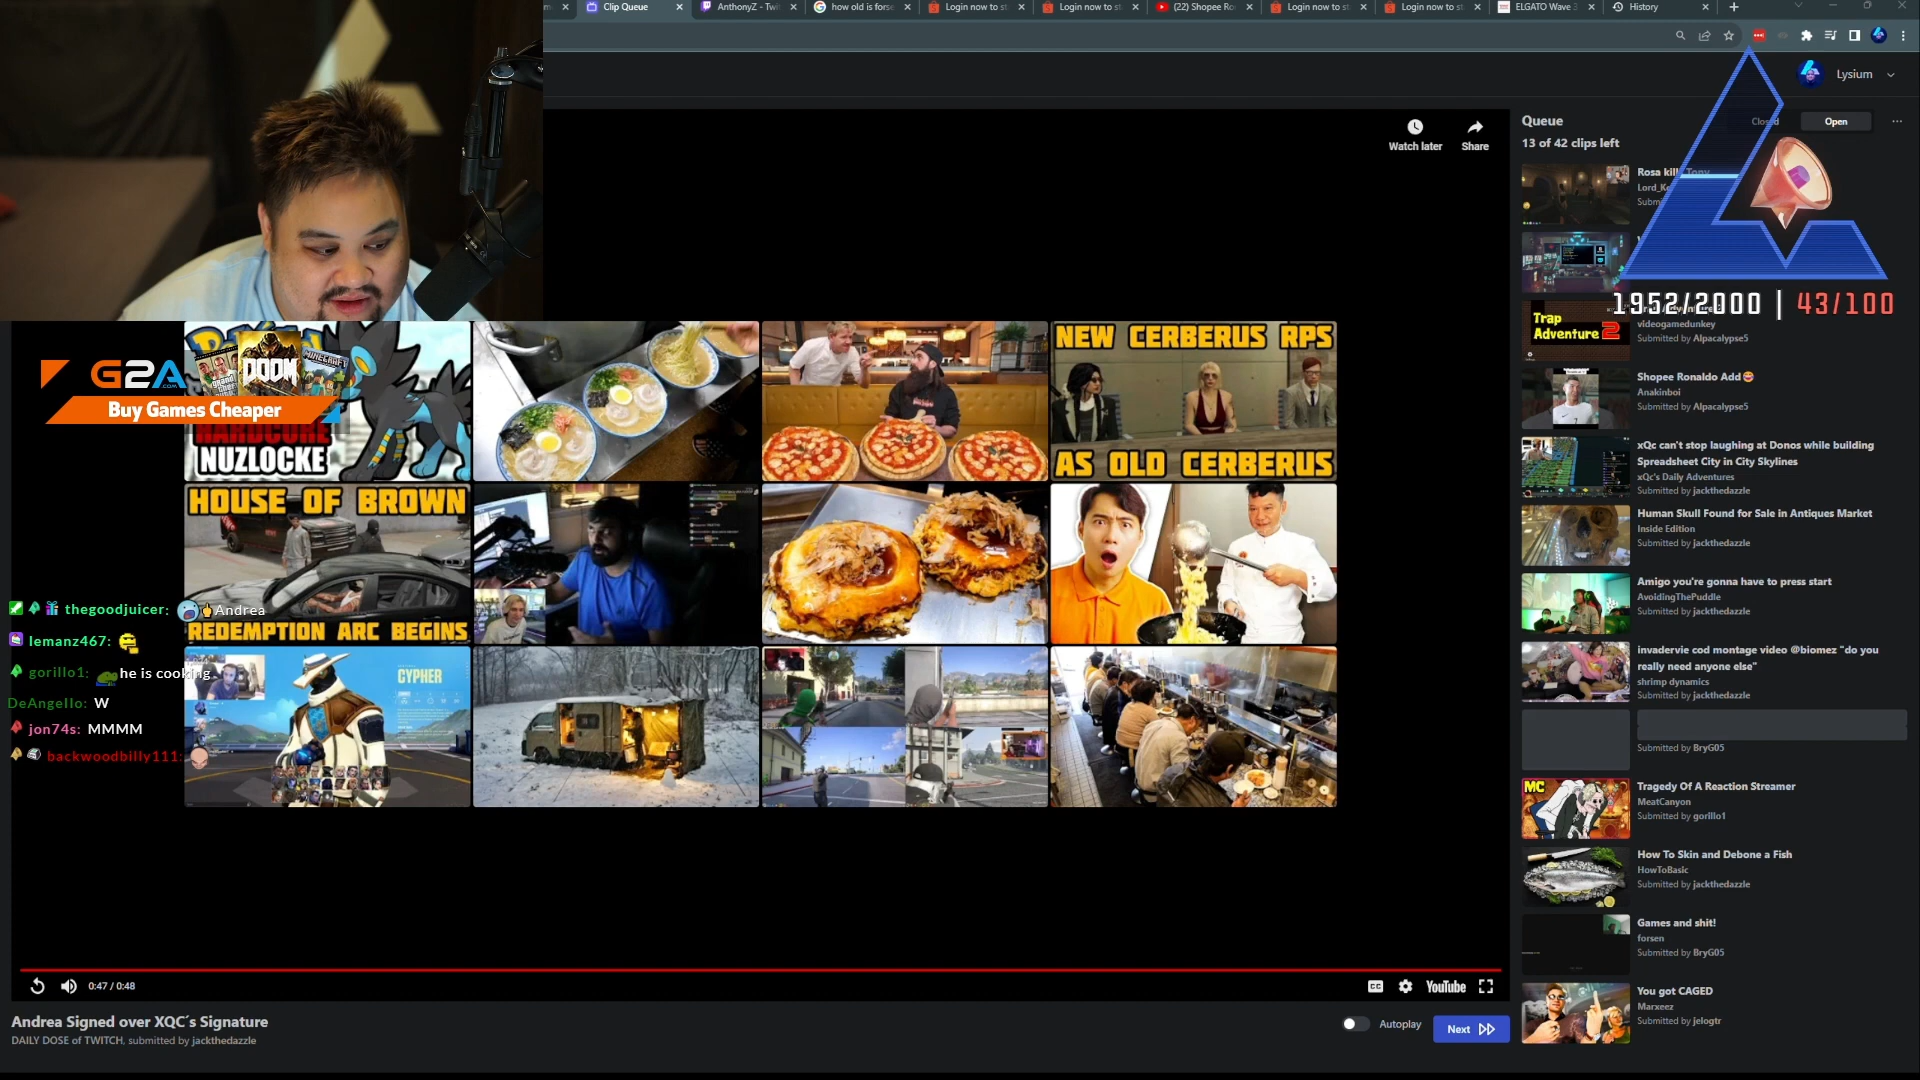 Clip Queue
AnthonyZ - Twi
how old is forse
Login now to st
Login now to st
(22) Shopee Ro
Login now to st
Login now to st
ELGATO Wave 3
History
Lysium
Watch later
Share
Queue
Closed
Open
13 of 42 clips left
Rosa kills Tony
1952/2000 | 43/100
Trap
Adventure 2
videogamedunkey
Submitted by Alpacalypse5
Shopee Ronaldo Add
Anakinboi
Submitted by Alpacalypse5
xQc can't stop laughing at Donos while building
Spreadsheet City in City Skylines
xQc's Daily Adventures
Submitted by jackthedazzle
Human Skull Found for Sale in Antiques Market
Inside Edition
Submitted by jackthedazzle
Amigo you're gonna have to press start
AvoidingThePuddle
Submitted by jackthedazzle
invadervie cod montage video @biomez "do you
really need anyone else"
shrimp dynamics
Submitted by jackthedazzle
Submitted by BryG05
MC
Tragedy Of A Reaction Streamer
MeatCanyon
Submitted by gorillo1
How To Skin and Debone a Fish
HowToBasic
Submitted by jackthedazzle
Games and shit!
forsen
Submitted by BryG05
You got CAGED
Marxeez
Submitted by jelogtr
G2A.COM
Buy Games Cheaper
DOOM
MINECRAFT
HARDCORE
NUZLOCKE
NEW CERBERUS RPS
AS OLD CERBERUS
HOUSE OF BROWN
REDEMPTION ARC BEGINS
CYPHER
thegoodjuicer: Andrea
lemanz467:
gorillo1: he is cooking
DeAngello: W
jon74s: MMMM
backwoodbilly111:
0:47 / 0:48
CC
YouTube
Andrea Signed over XQC´s Signature
DAILY DOSE of TWITCH, submitted by jackthedazzle
Autoplay
Next